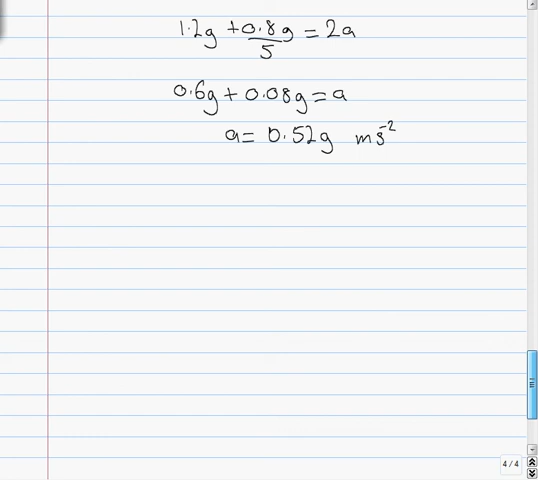 1.2g + 0.8g/5 = 2a
0.6g + 0.08g = a
a = 0.52g ms⁻²
4/4